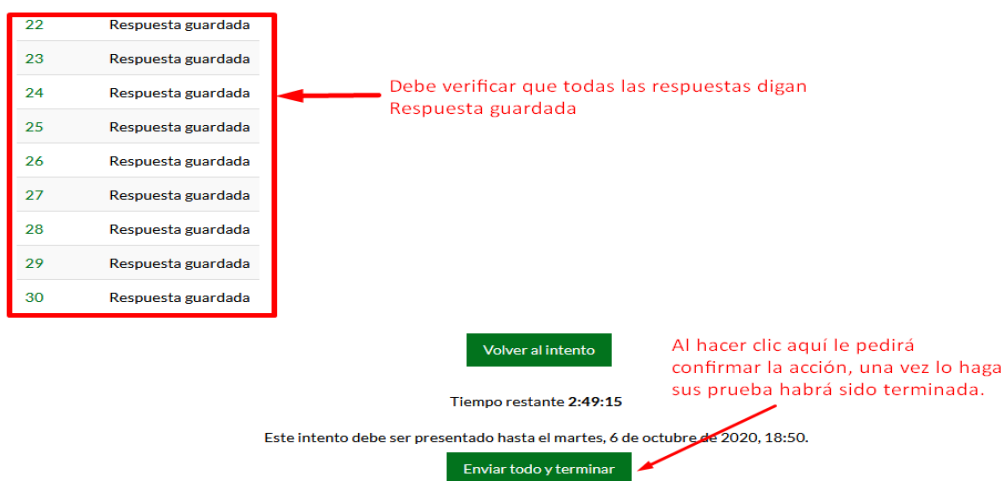 22 Respuesta guardada
23 Respuesta guardada
24 Respuesta guardada
25 Respuesta guardada
26 Respuesta guardada
27 Respuesta guardada
28 Respuesta guardada
29 Respuesta guardada
30 Respuesta guardada
Debe verificar que todas las respuestas digan
Respuesta guardada
Volver al intento
Al hacer clic aquí le pedirá
confirmar la acción, una vez lo haga
sus prueba habrá sido terminada.
Tiempo restante 2:49:15
Este intento debe ser presentado hasta el martes, 6 de octubre de 2020, 18:50.
Enviar todo y terminar